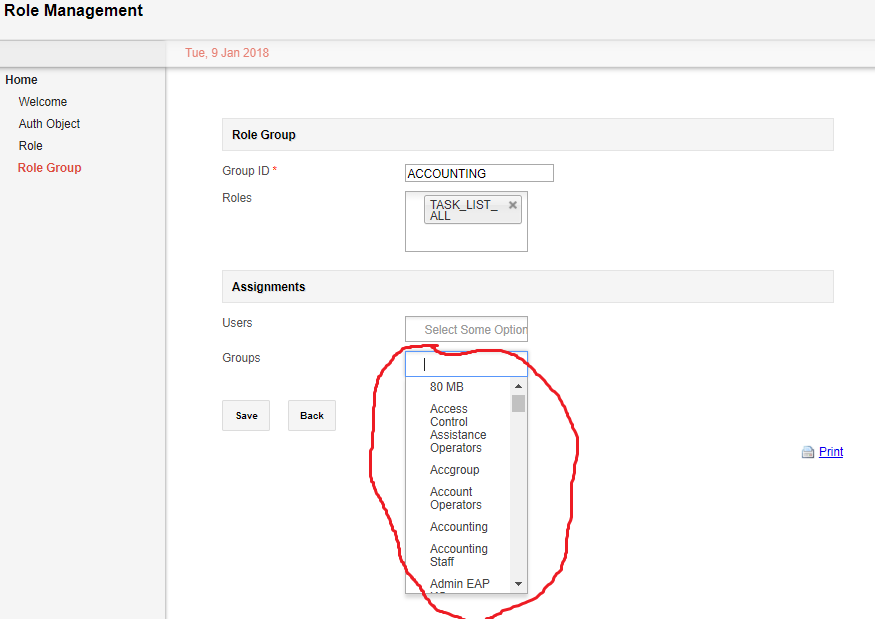 Role Management
Tue, 9 Jan 2018
Home
Welcome
Auth Object
Role
Role Group
Role Group
Group ID *
ACCOUNTING
Roles
TASK_LIST_
ALL
Assignments
Users
Select Some Option
Groups
80 MB
Access
Control
Assistance
Operators
Accgroup
Account
Operators
Accounting
Accounting
Staff
Admin EAP
Save
Back
Print